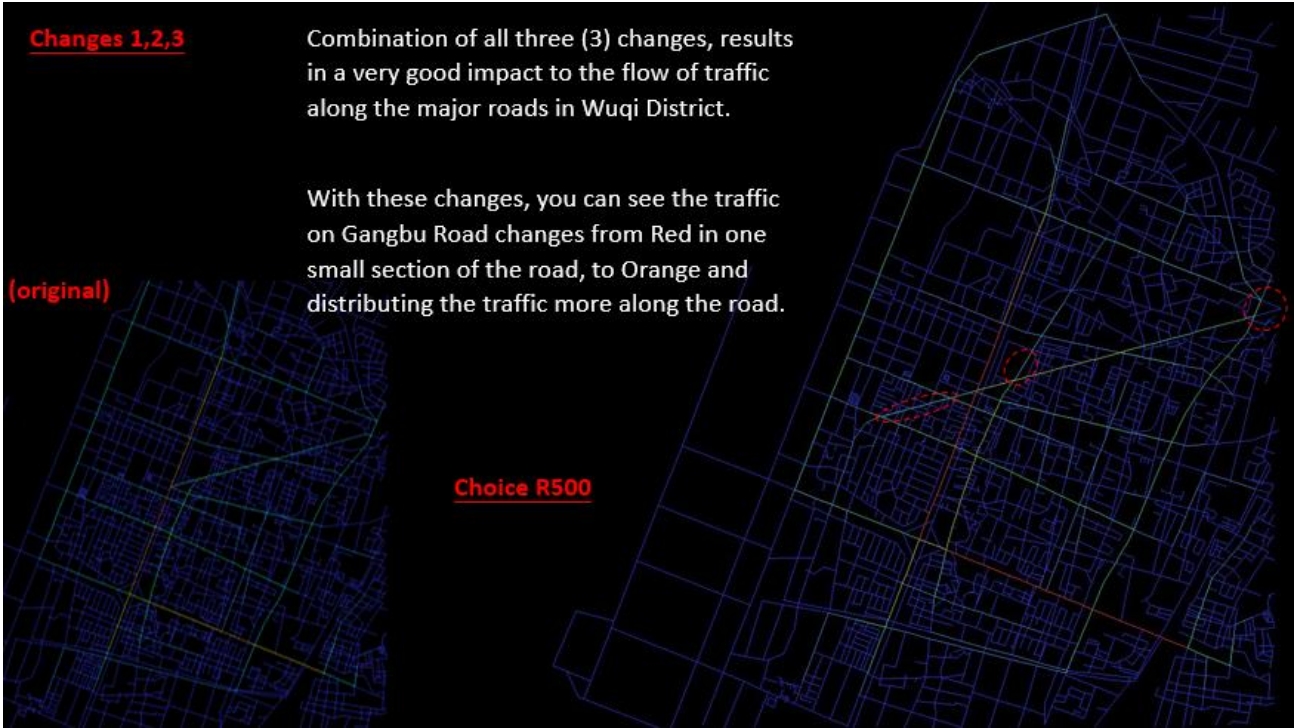 Changes 1,2,3
Combination of all three (3) changes, results
in a very good impact to the flow of traffic
along the major roads in Wuqi District.
With these changes, you can see the traffic
on Gangbu Road changes from Red in one
small section of the road, to Orange and
distributing the traffic more along the road.
(original)
Choice R500